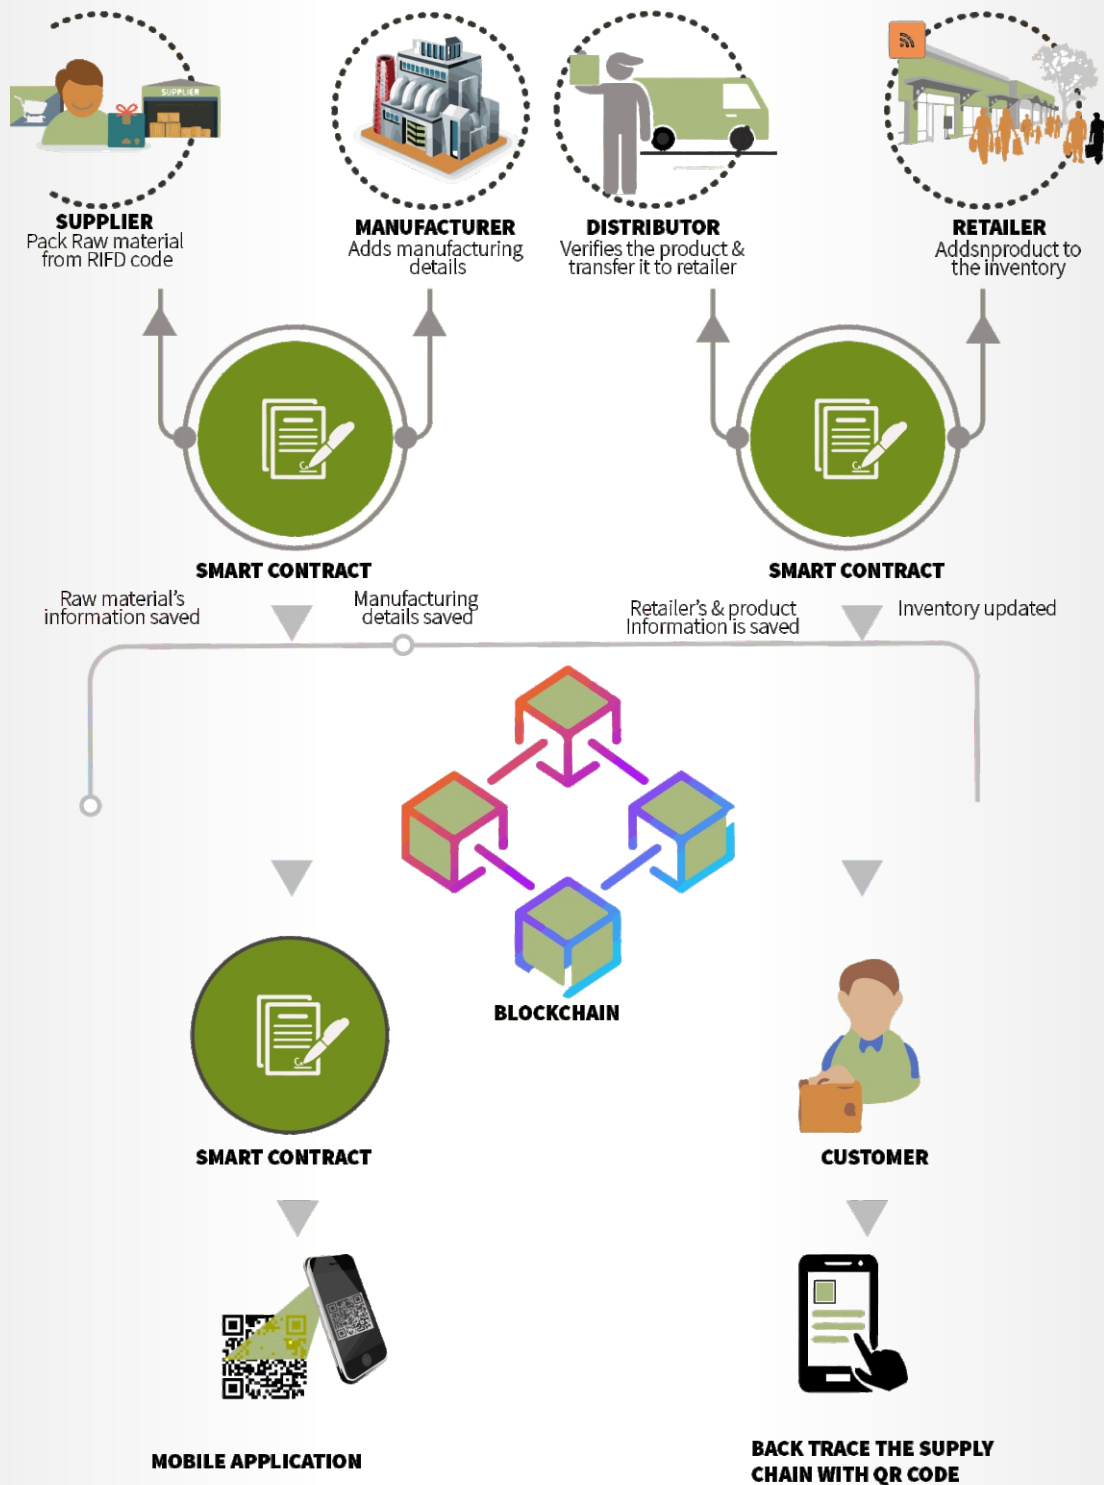 SUPPLIER
SUPPLIER
Pack Raw material
from RIFD code
MANUFACTURER
Adds manufacturing
details
DISTRIBUTOR
Verifies the product &
transfer it to retailer
RETAILER
Addsnproduct to
the inventory
SMART CONTRACT
SMART CONTRACT
Raw material's
information saved
Manufacturing
details saved
Retailer's & product
Information is saved
Inventory updated
BLOCKCHAIN
SMART CONTRACT
CUSTOMER
MOBILE APPLICATION
BACK TRACE THE SUPPLY
CHAIN WITH QR CODE